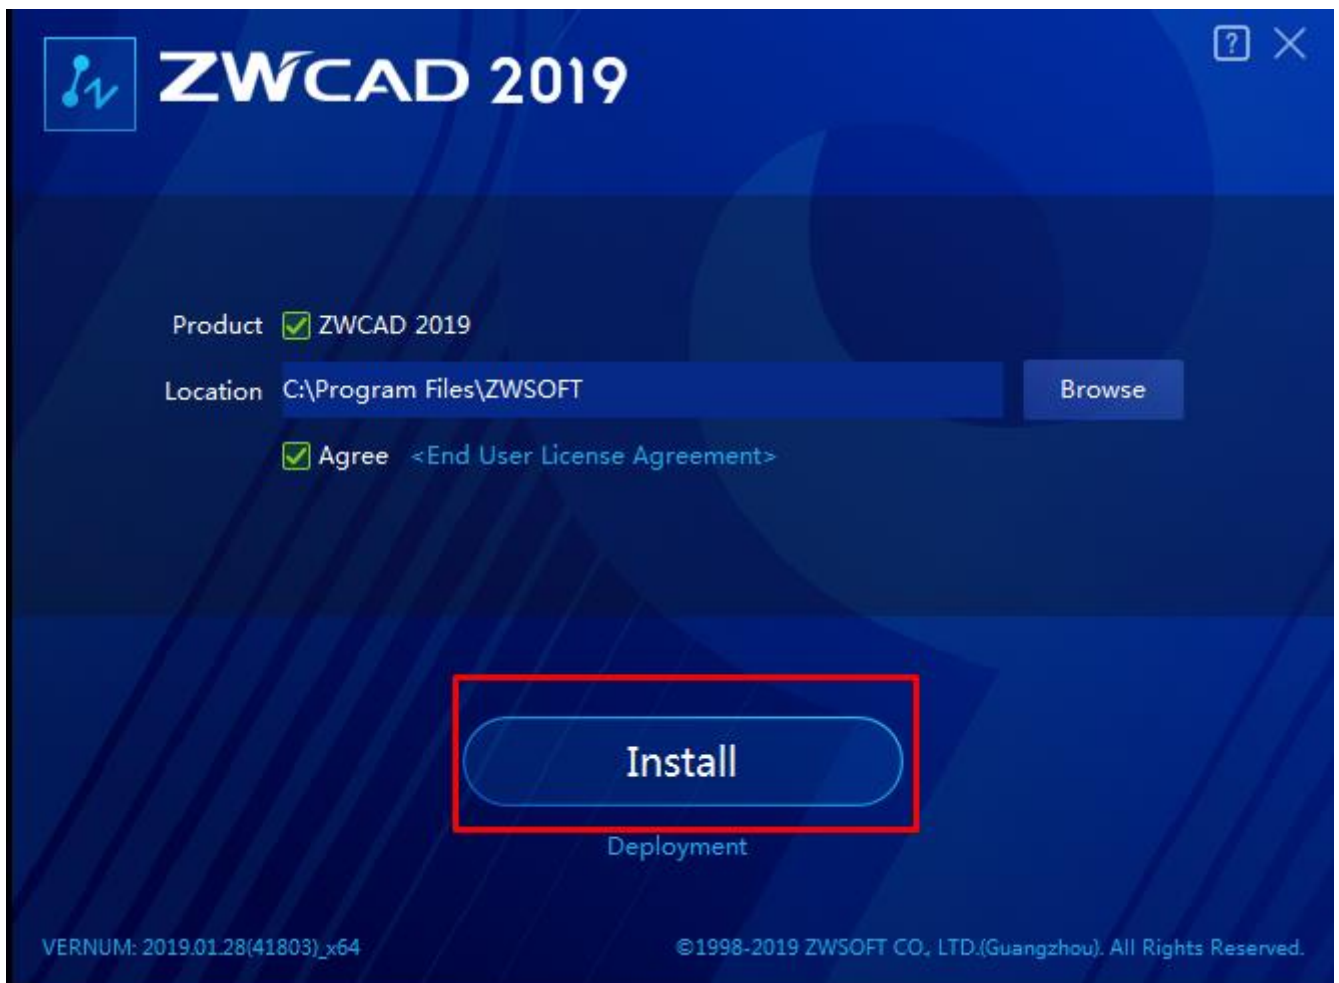 ZWCAD 2019
Product ZWCAD 2019
Location C:\Program Files\ZWSOFT Browse
Agree <End User License Agreement>
Install
Deployment
VERNUM: 2019.01.28(41803)_x64 ©1998-2019 ZWSOFT CO., LTD.(Guangzhou). All Rights Reserved.